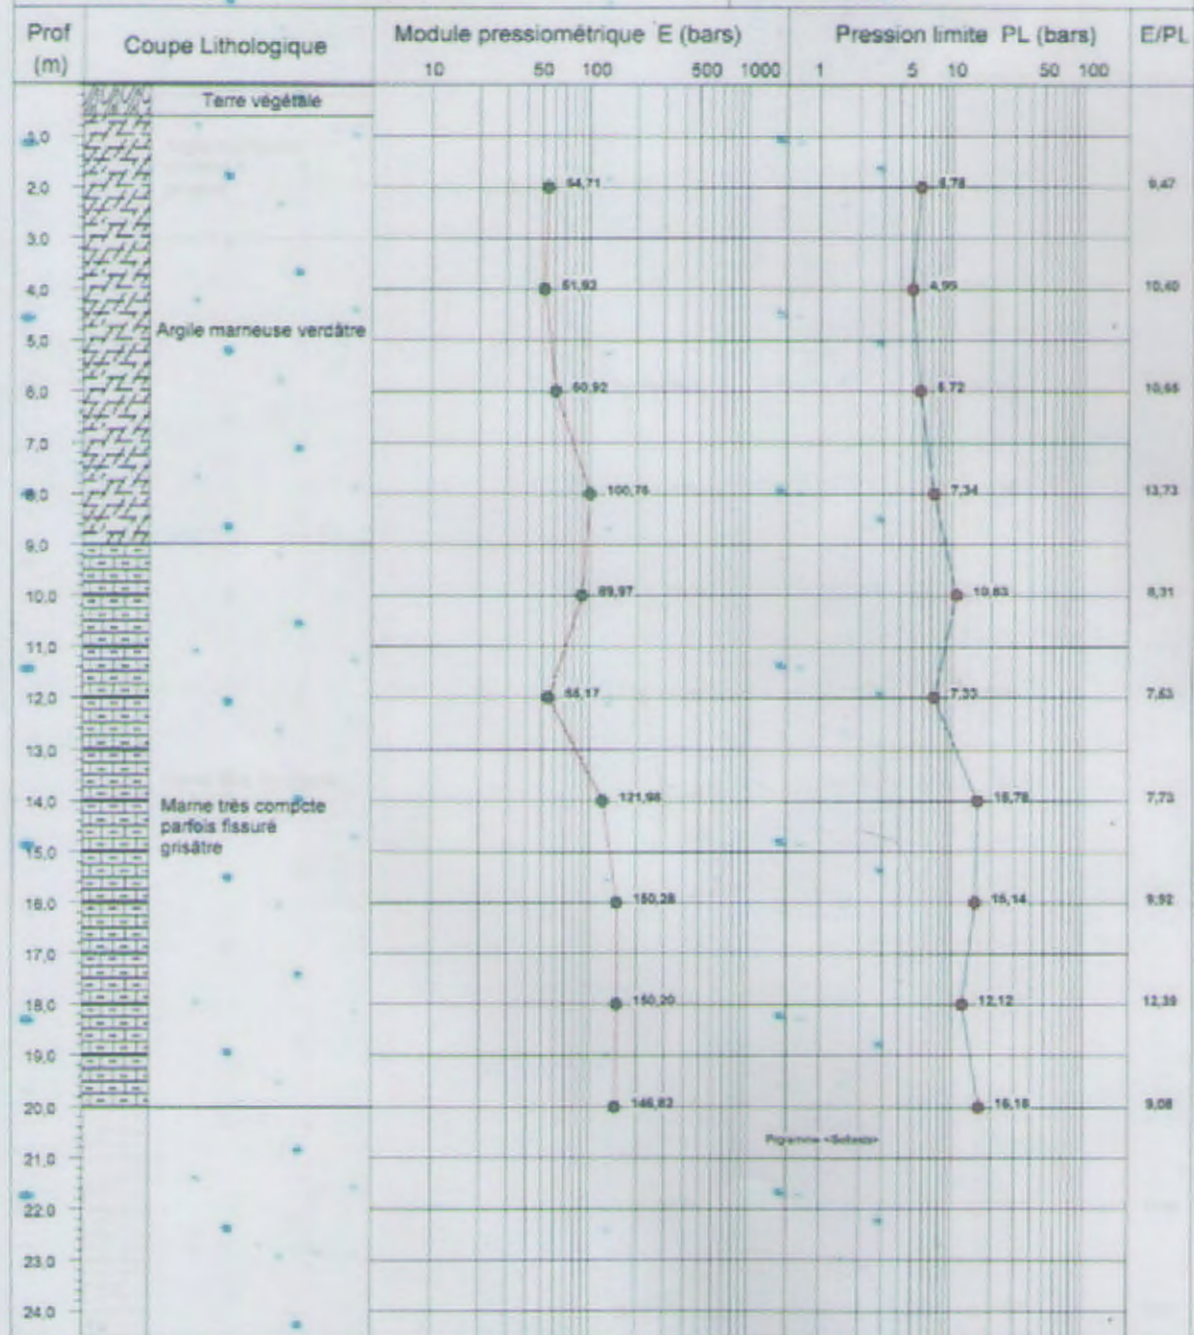 Prof
(m)
Coupe Lithologique
Module pressiométrique E (bars)
10 50 100 500 1000
Pression limite PL (bars)
1 5 10 50 100
E/PL
Terre végétale
1,0
2,0 54,71 5,78 9,47
3,0
4,0 51,93 4,99 10,40
Argile marneuse verdâtre
5,0
6,0 60,92 5,72 10,65
7,0
8,0 100,76 7,34 13,73
9,0
10,0 89,97 10,83 8,31
11,0
12,0 55,17 7,33 7,53
13,0
14,0 121,98 15,78 7,73
Marne très compcte
parfois fissuré
grisâtre
15,0
16,0 150,28 15,14 9,92
17,0
18,0 150,20 12,12 12,39
19,0
20,0 146,82 16,16 9,08
21,0
22,0
23,0
24,0